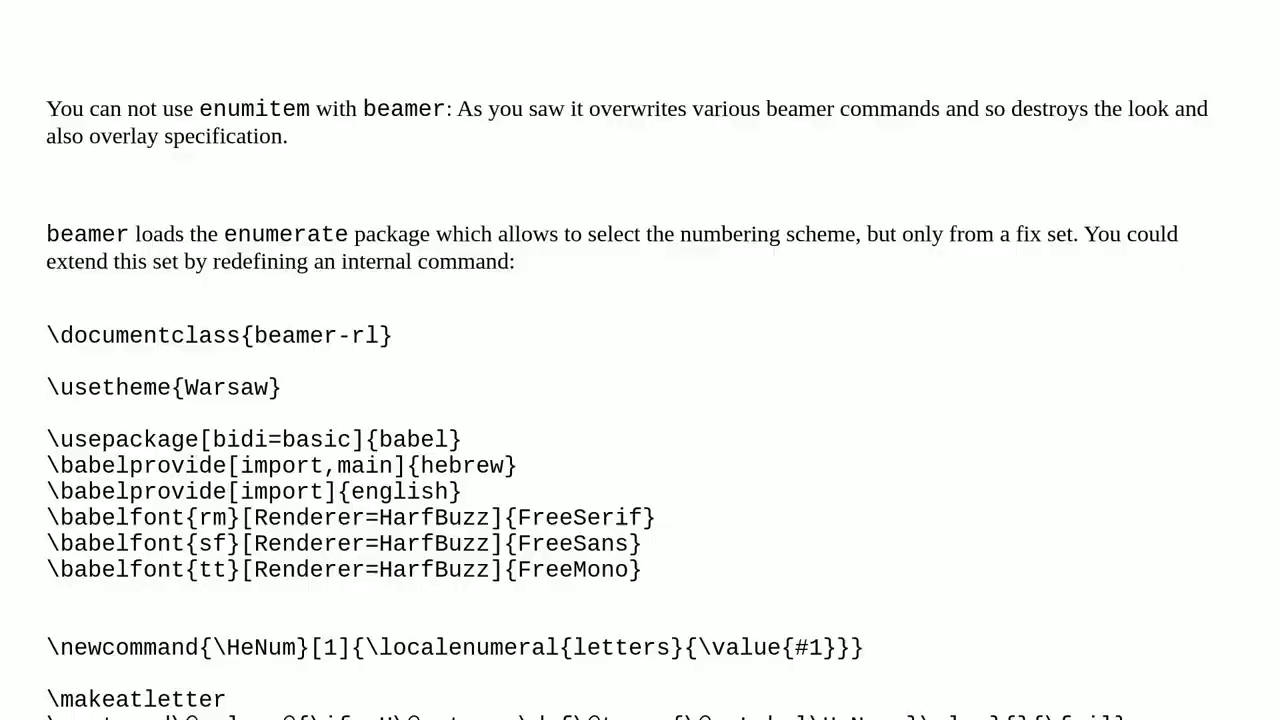 You can not use enumitem with beamer: As you saw it overwrites various beamer commands and so destroys the look and
also overlay specification.
beamer loads the enumerate package which allows to select the numbering scheme, but only from a fix set. You could
extend this set by redefining an internal command:
\documentclass{beamer-rl}
\usetheme{Warsaw}
\usepackage[bidi=basic]{babel}
\babelprovide[import,main]{hebrew}
\babelprovide[import]{english}
\babelfont{rm}[Renderer=HarfBuzz]{FreeSerif}
\babelfont{sf}[Renderer=HarfBuzz]{FreeSans}
\babelfont{tt}[Renderer=HarfBuzz]{FreeMono}
\newcommand{\HeNum}[1]{\localenumeral{letters}{\value{#1}}}
\makeatletter